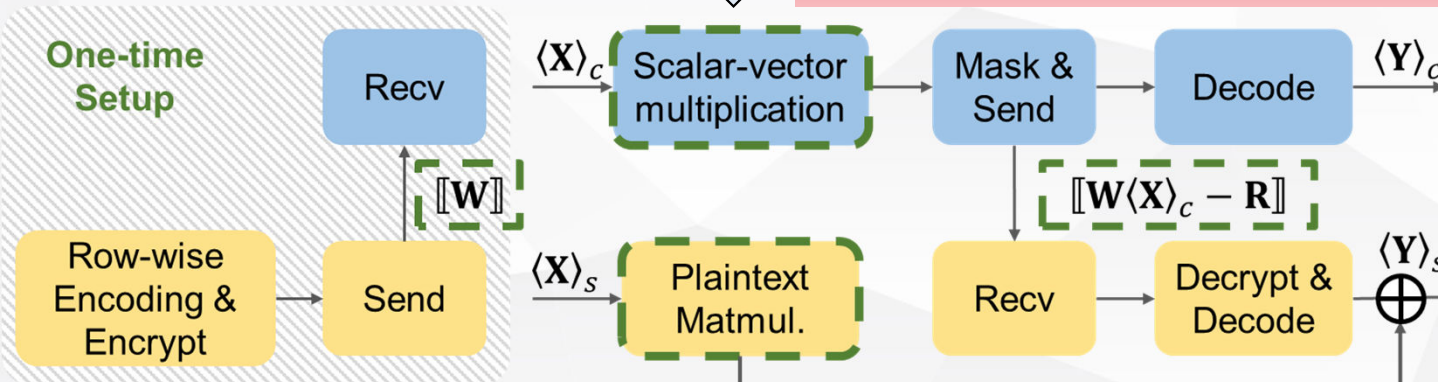 One-time
Setup
Recv
⟨X⟩c
Scalar-vector
multiplication
Mask &
Send
Decode
⟨Y⟩c
⟦W⟧
⟦W⟨X⟩c − R⟧
Row-wise
Encoding &
Encrypt
Send
⟨X⟩s
Plaintext
Matmul.
Recv
Decrypt &
Decode
⟨Y⟩s